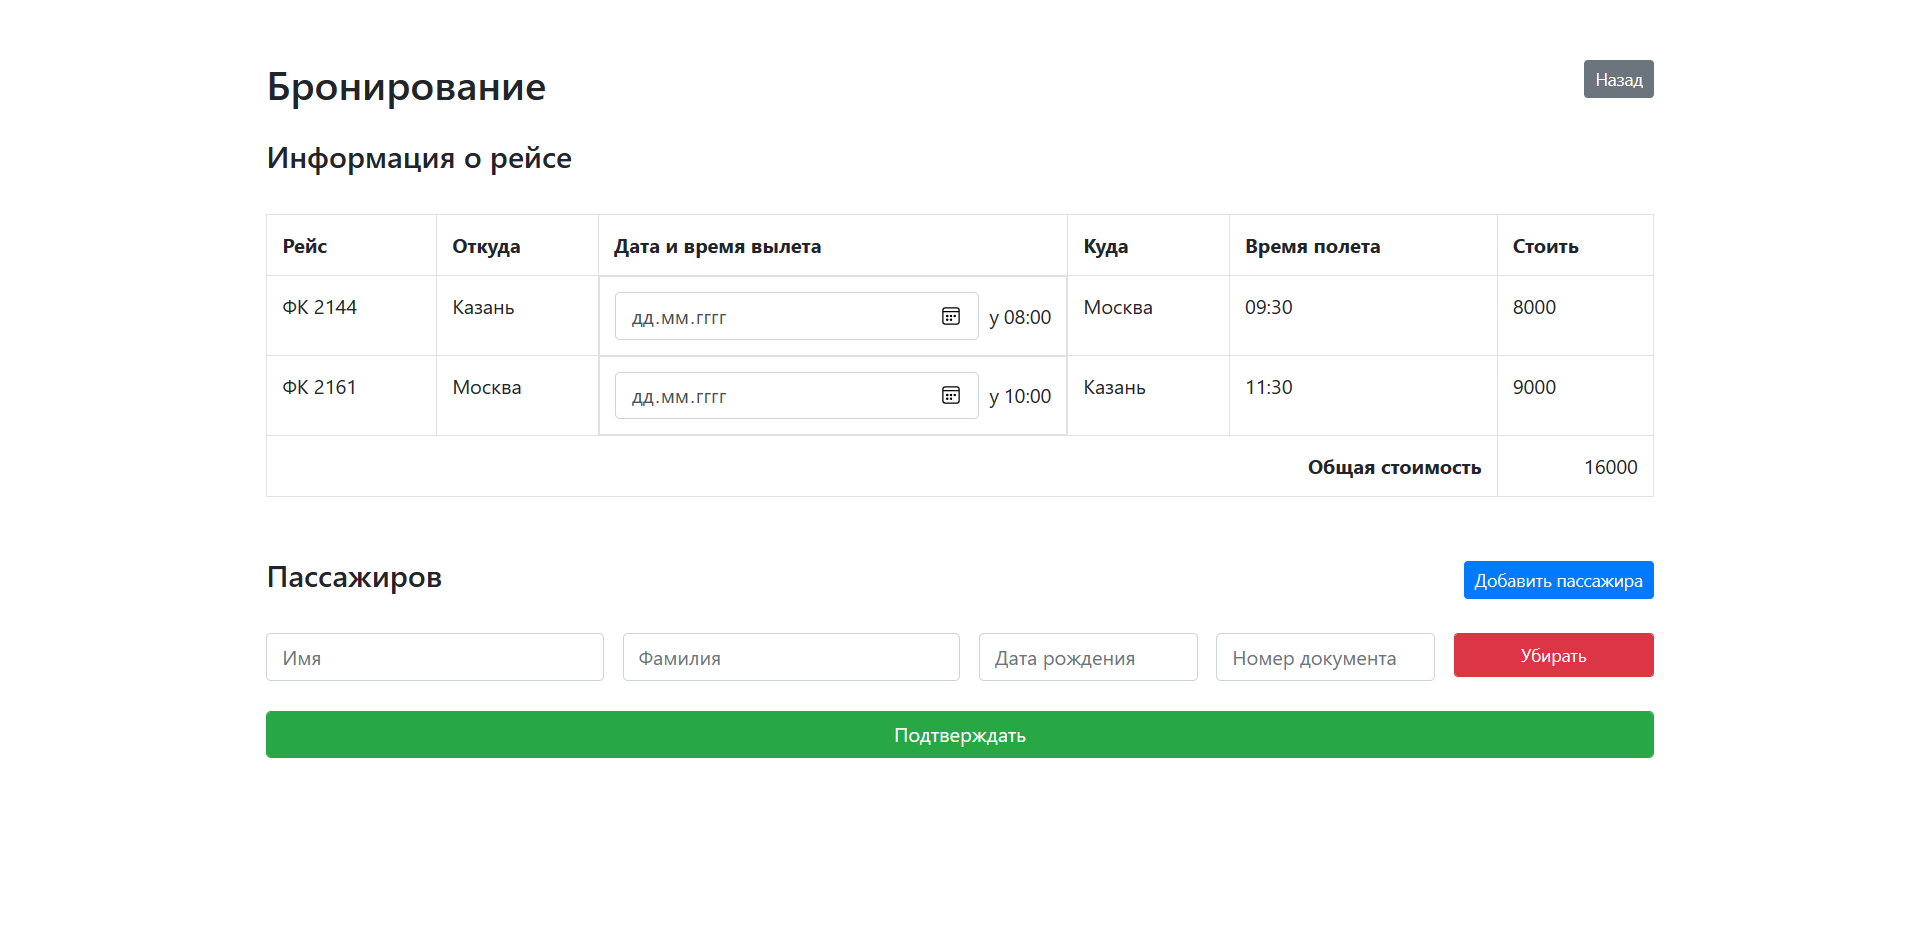 Бронирование
Назад
Информация о рейсе
Рейс Откуда Дата и время вылета Куда Время полета Стоить
ФК 2144 Казань дд.мм.гггг у 08:00 Москва 09:30 8000
ФК 2161 Москва дд.мм.гггг у 10:00 Казань 11:30 9000
Общая стоимость 16000
Пассажиров
Добавить пассажира
Имя Фамилия Дата рождения Номер документа Убирать
Подтверждать